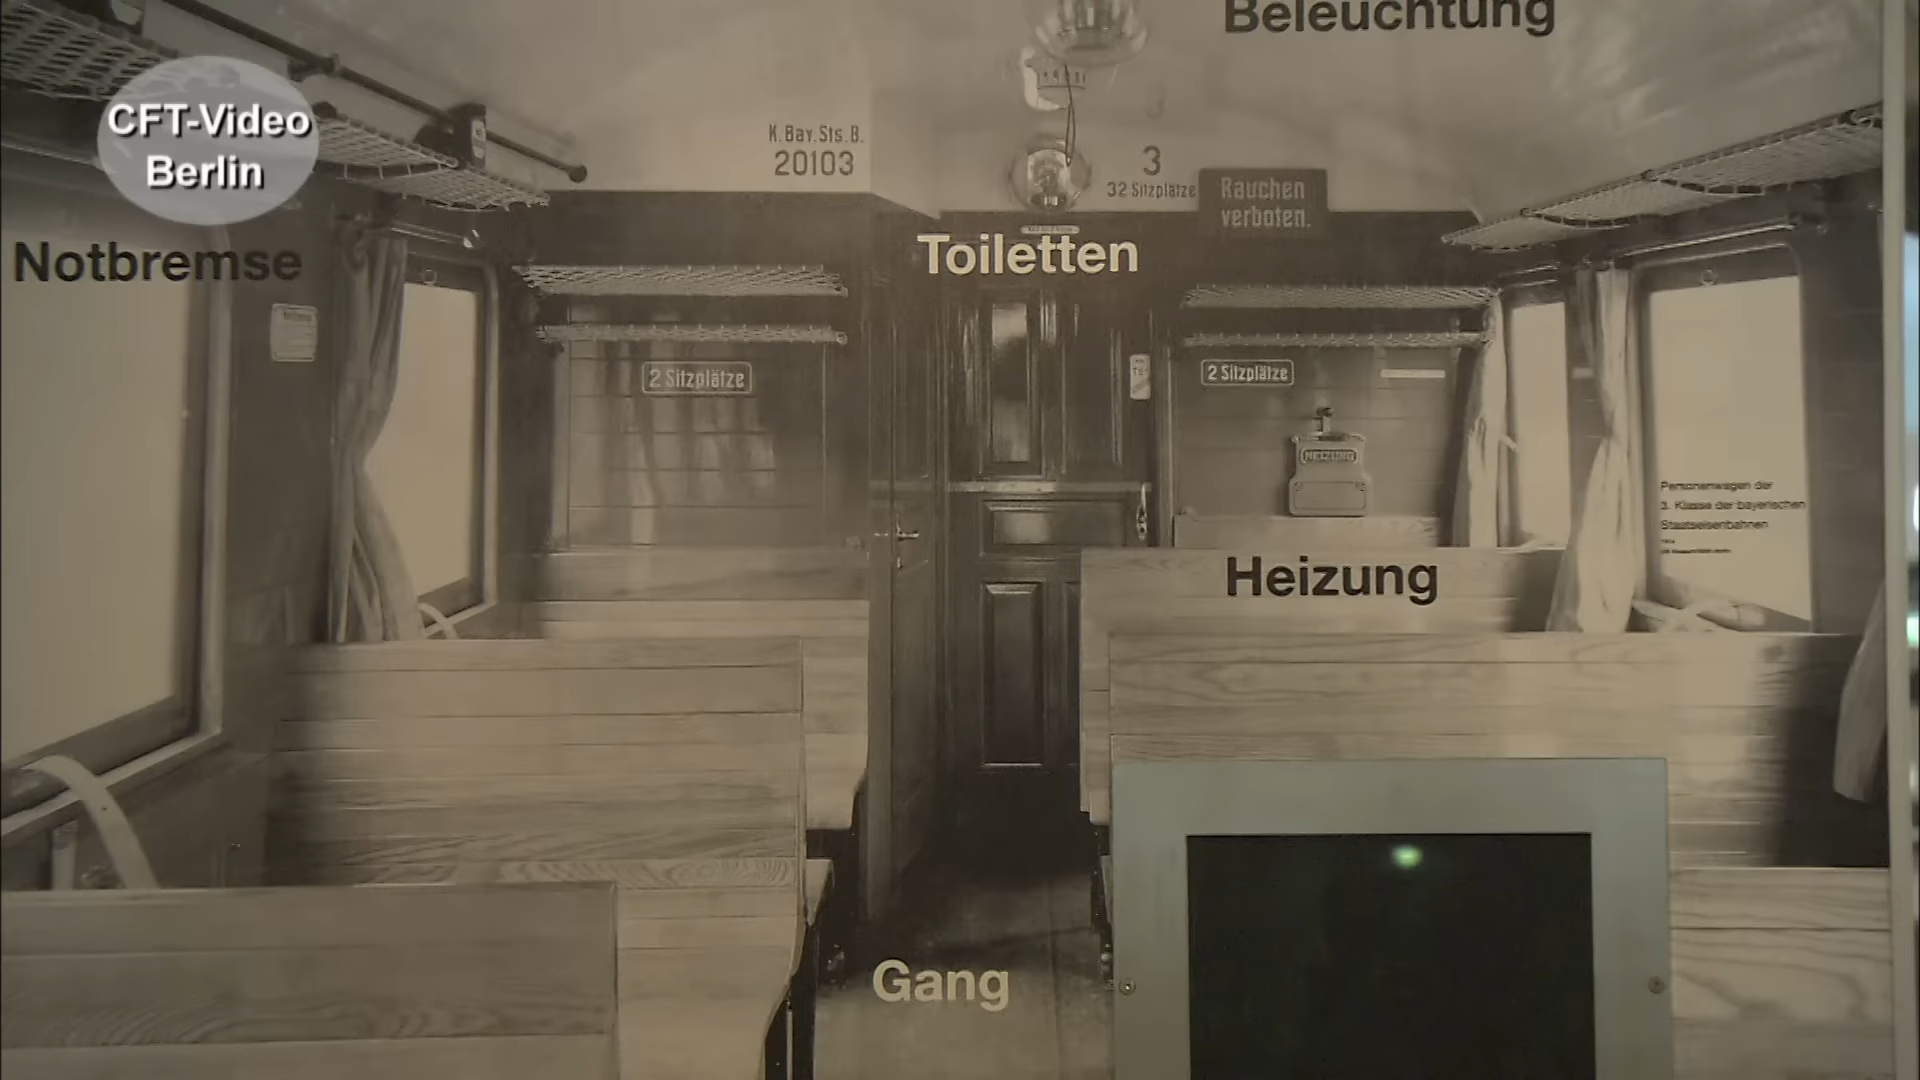 Beleuchtung
CFT-Video
Berlin
K.Bay.Sts.B.
20103
3
32 Sitzplätze
Rauchen
verboten.
Notbremse
Toiletten
2 Sitzplätze
2 Sitzplätze
HEIZUNG
Personenwagen der
3. Klasse der bayerischen
Staatseisenbahnen
Heizung
Gang